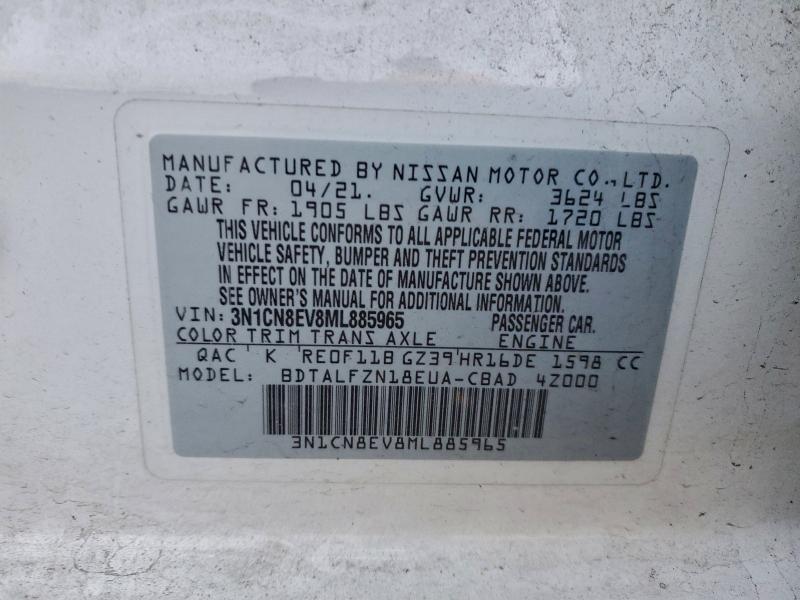 MANUFACTURED BY NISSAN MOTOR CO., LTD.
DATE: 04/21. GVWR: 3624 LBS
GAWR FR: 1905 LBS GAWR RR: 1720 LBS
THIS VEHICLE CONFORMS TO ALL APPLICABLE FEDERAL MOTOR
VEHICLE SAFETY, BUMPER AND THEFT PREVENTION STANDARDS
IN EFFECT ON THE DATE OF MANUFACTURE SHOWN ABOVE.
SEE OWNER'S MANUAL FOR ADDITIONAL INFORMATION.
VIN: 3N1CN8EV8ML885965 PASSENGER CAR.
COLOR TRIM TRANS AXLE ENGINE
QAC K RE0F11B GZ39 HR16DE 1598 CC
MODEL: BDTALFZN18EUA-CBAD 4Z000
3N1CN8EV8ML885965